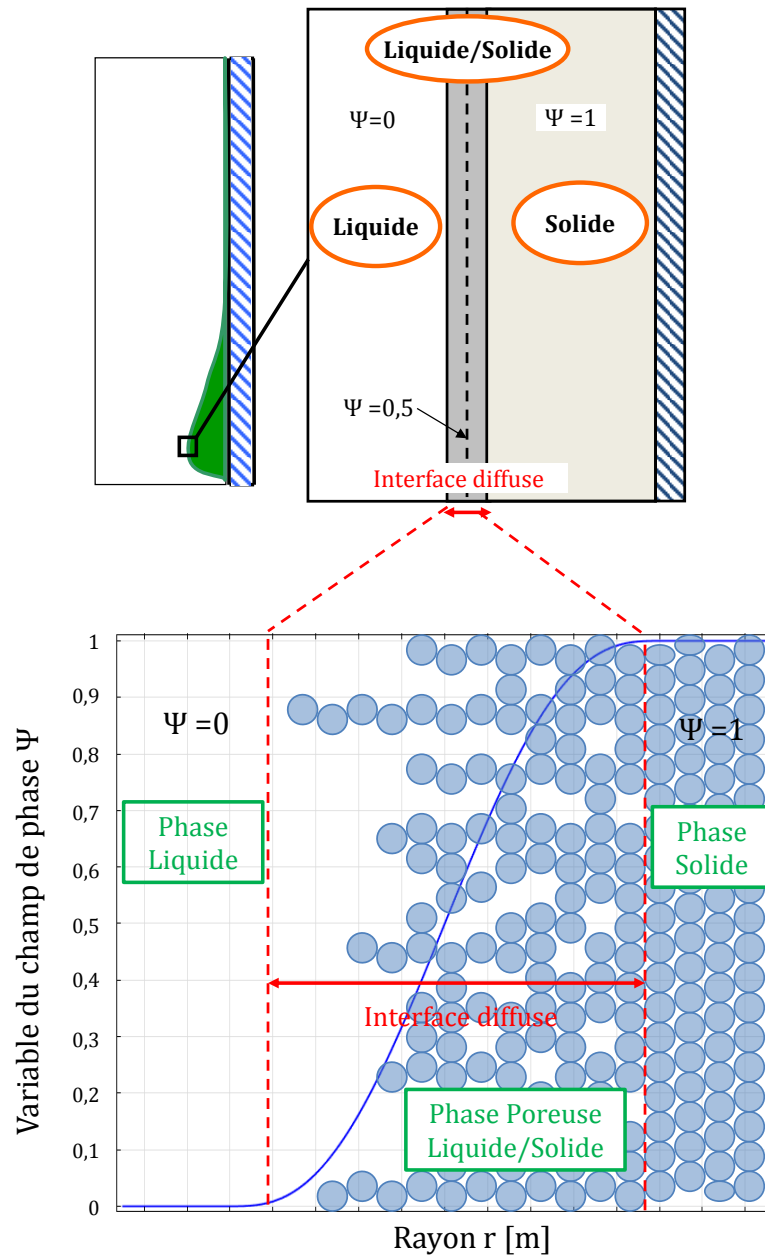 Liquide/Solide
Ψ=0
Ψ =1
Liquide
Solide
Ψ =0,5
Interface diffuse
1
0,9
0,8
0,7
0,6
0,5
0,4
0,3
0,2
0,1
0
Variable du champ de phase Ψ
Ψ =0
Ψ =1
Phase
Liquide
Phase
Solide
Interface diffuse
Phase Poreuse
Liquide/Solide
Rayon r [m]